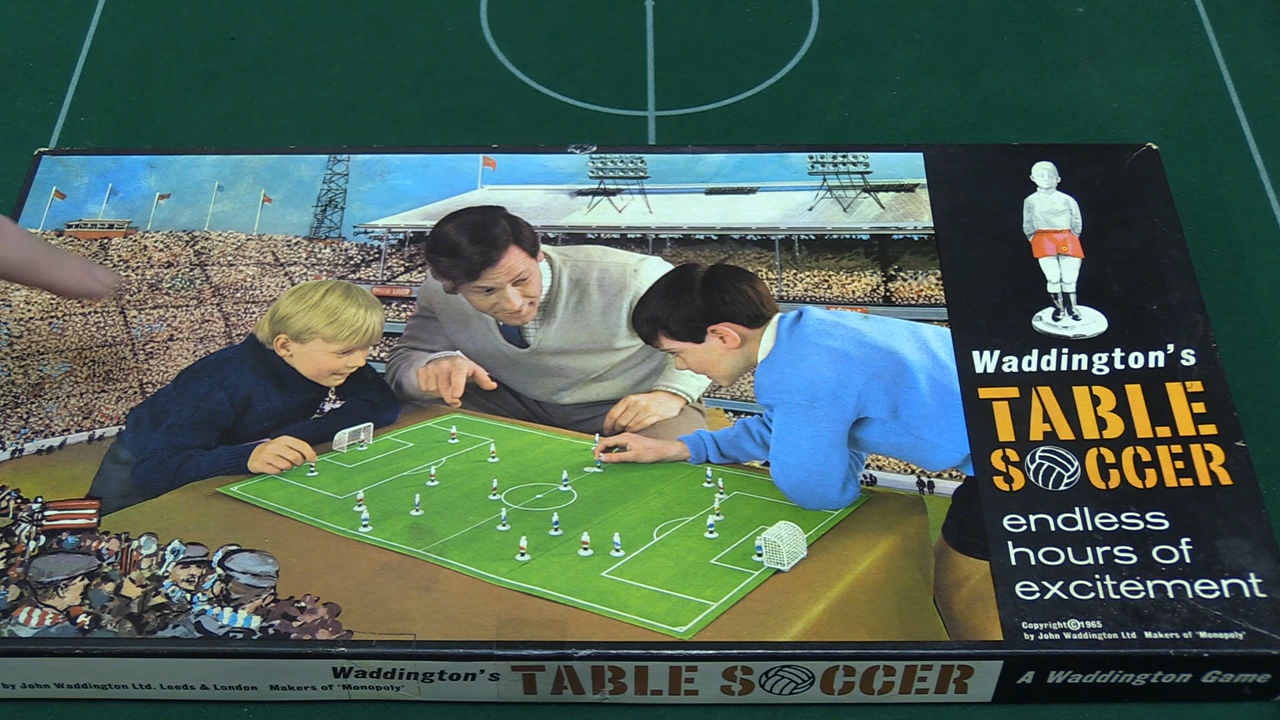 Waddington's
TABLE
SOCCER
endless
hours of
excitement
Copyright©1965
by John Waddington Ltd Makers of 'Monopoly'
Waddington's TABLE SOCCER
by John Waddington Ltd. Leeds & London Makers of 'Monopoly'
A Waddington Game